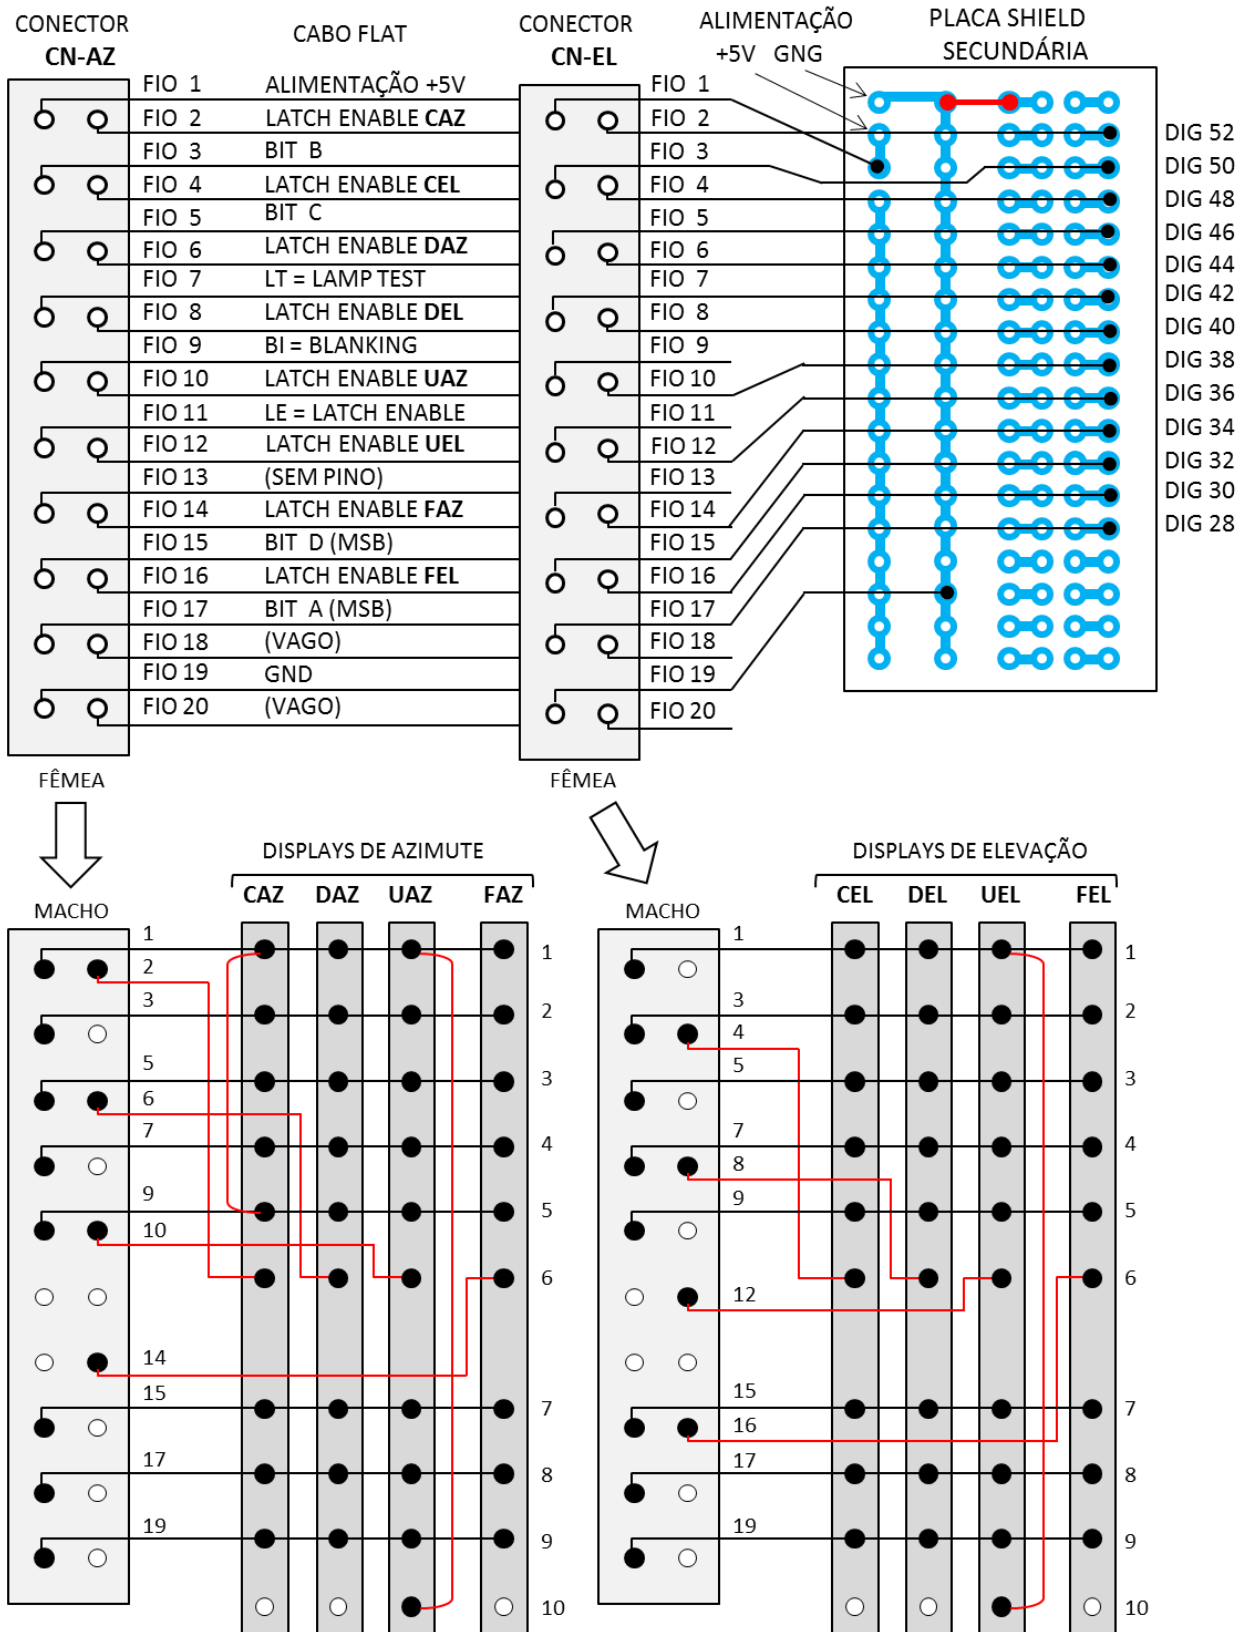 CONECTOR
CN-AZ
CABO FLAT
CONECTOR
CN-EL
ALIMENTAÇÃO
+5V GNG
PLACA SHIELD
SECUNDÁRIA
FIO 1 ALIMENTAÇÃO +5V FIO 1
FIO 2 LATCH ENABLE CAZ FIO 2 DIG 52
FIO 3 BIT B FIO 3 DIG 50
FIO 4 LATCH ENABLE CEL FIO 4 DIG 48
FIO 5 BIT C FIO 5 DIG 46
FIO 6 LATCH ENABLE DAZ FIO 6 DIG 44
FIO 7 LT = LAMP TEST FIO 7 DIG 42
FIO 8 LATCH ENABLE DEL FIO 8 DIG 40
FIO 9 BI = BLANKING FIO 9 DIG 38
FIO 10 LATCH ENABLE UAZ FIO 10 DIG 36
FIO 11 LE = LATCH ENABLE FIO 11 DIG 34
FIO 12 LATCH ENABLE UEL FIO 12 DIG 32
FIO 13 (SEM PINO) FIO 13 DIG 30
FIO 14 LATCH ENABLE FAZ FIO 14 DIG 28
FIO 15 BIT D (MSB) FIO 15
FIO 16 LATCH ENABLE FEL FIO 16
FIO 17 BIT A (MSB) FIO 17
FIO 18 (VAGO) FIO 18
FIO 19 GND FIO 19
FIO 20 (VAGO) FIO 20
FÊMEA
FÊMEA
DISPLAYS DE AZIMUTE
CAZ DAZ UAZ FAZ
MACHO
1
2
3
5
6
7
9
10
14
15
17
19
1
2
3
4
5
6
7
8
9
10
DISPLAYS DE ELEVAÇÃO
CEL DEL UEL FEL
MACHO
1
3
4
5
7
8
9
12
15
16
17
19
1
2
3
4
5
6
7
8
9
10